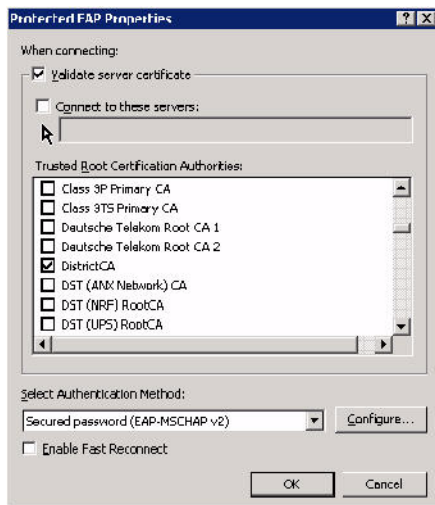 Protected EAP Properties
When connecting:
Validate server certificate
Connect to these servers:
Trusted Root Certification Authorities:
Class 3P Primary CA
Class 3TS Primary CA
Deutsche Telekom Root CA 1
Deutsche Telekom Root CA 2
DistrictCA
DST (ANX Network) CA
DST (NRF) RootCA
DST (UPS) RootCA
Select Authentication Method:
Secured password (EAP-MSCHAP v2)
Configure...
Enable Fast Reconnect
OK
Cancel